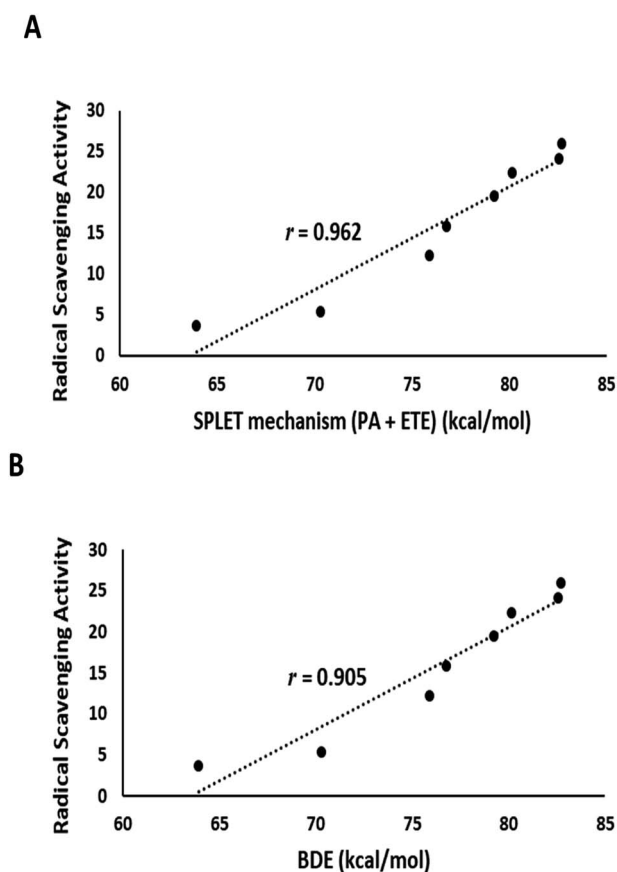 A
Radical Scavenging Activity
30
25
20
15
10
5
0
r = 0.962
60 65 70 75 80 85
SPLET mechanism (PA + ETE) (kcal/mol)
B
Radical Scavenging Activity
30
25
20
15
10
5
0
r = 0.905
60 65 70 75 80 85
BDE (kcal/mol)